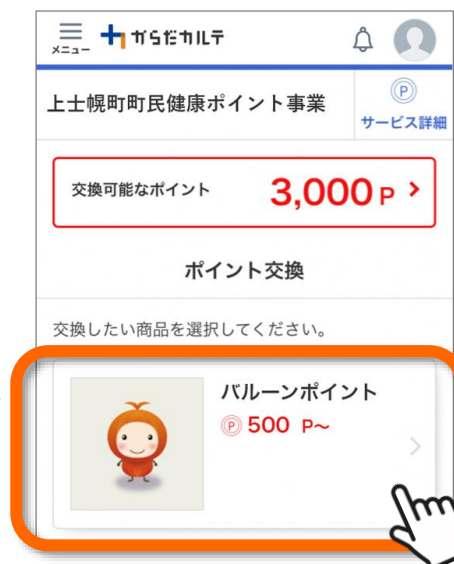 メニュー
からだカルテ
上士幌町町民健康ポイント事業
P
サービス詳細
交換可能なポイント 3,000 P
ポイント交換
交換したい商品を選択してください。
バルーンポイント
P 500 P~